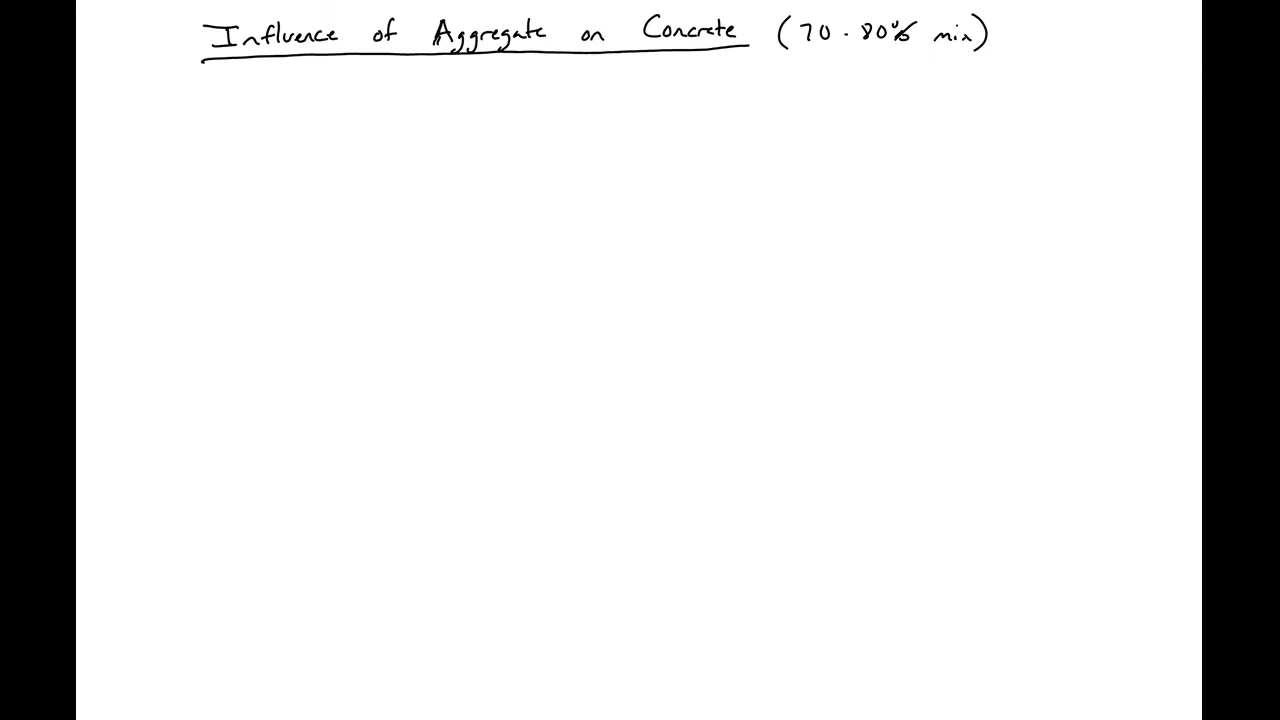 Influence of Aggregate on Concrete (70-80% mix)